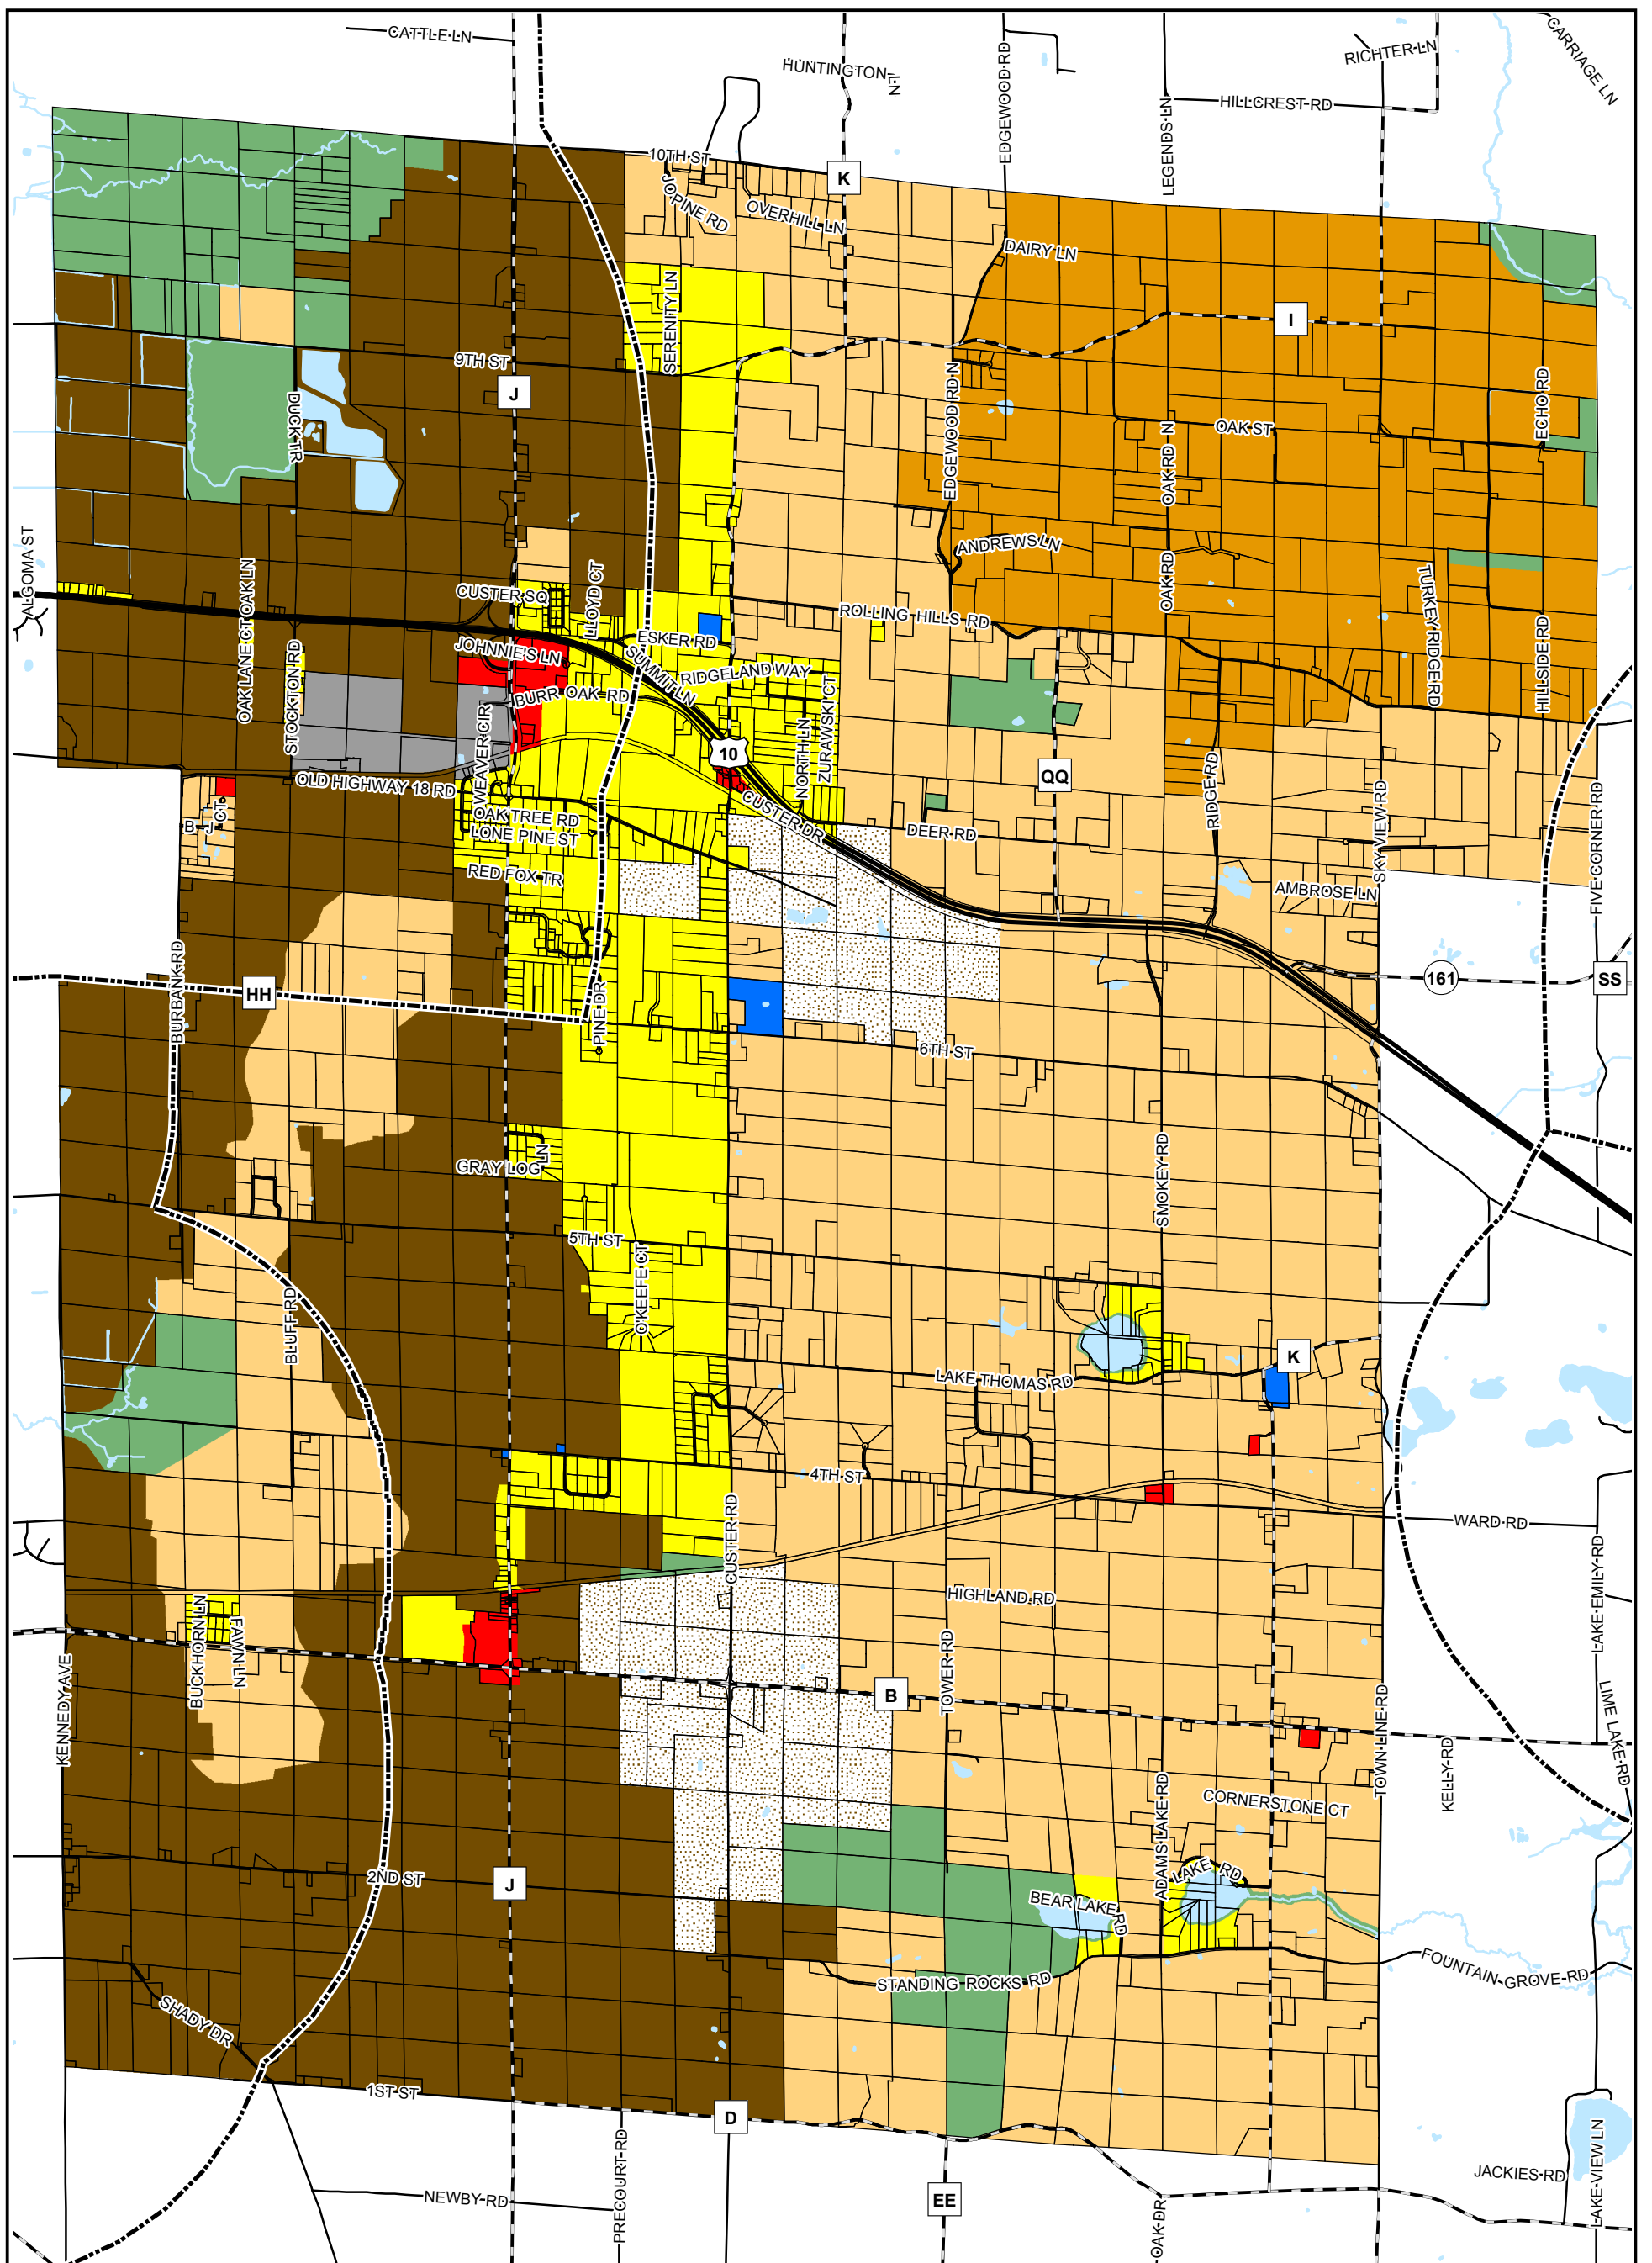 CATTLE LN
HUNTINGTON LN
EDGEWOOD RD
LEGENDS LN
RICHTER LN
CARRIAGE LN
HILLCREST RD
10TH ST
K
JO PINE RD
OVERHILL LN
DAIRY LN
SERENITY LN
I
9TH ST
J
DUCK TR
EDGEWOOD RD N
OAK RD N
OAK ST
ECHO RD
ANDREWS LN
ALGOMA ST
OAK LANE CT
OAK LN
CUSTER SQ
LLOYD CT
OAK RD
TURKEY RIDGE RD
ROLLING HILLS RD
ESKER RD
JOHNNIE'S LN
SUMMIT LN
RIDGELAND WAY
STOCKTON RD
BURR OAK RD
HILLSIDE RD
WEAVER CIR
NORTH LN
ZURAWSKI CT
10
QQ
OLD HIGHWAY 18 RD
OAK TREE RD
LONE PINE ST
CUSTER DR
DEER RD
RIDGE RD
SKY VIEW RD
FIVE CORNER RD
B J CT
RED FOX TR
AMBROSE LN
BURBANK RD
HH
PINE DR
161
SS
6TH ST
GRAY LOG LN
SMOKEY RD
5TH ST
O'KEEFE CT
BLUFF RD
LAKE THOMAS RD
K
4TH ST
CUSTER RD
WARD RD
LAKE EMILY RD
HIGHLAND RD
BUCKHORN LN
FAWN LN
KENNEDY AVE
TOWER RD
B
TOWN LINE RD
KELLY RD
LIME LAKE RD
ADAMS LAKE RD
CORNERSTONE CT
2ND ST
J
LAKE RD
BEAR LAKE RD
STANDING ROCKS RD
FOUNTAIN GROVE RD
SHADY DR
1ST ST
D
PRECOURT RD
NEWBY RD
EE
OAK DR
JACKIES RD
LAKE VIEW LN